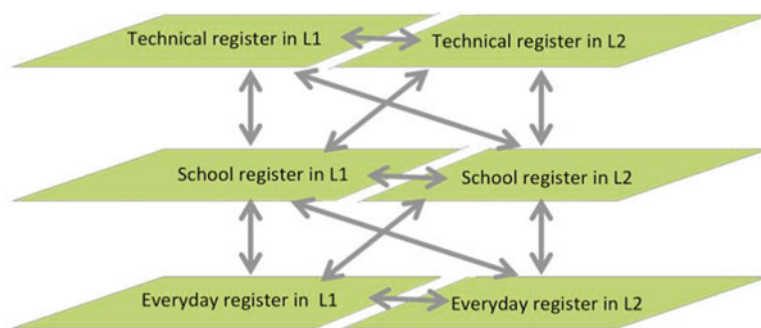 Technical register in L1
Technical register in L2
School register in L1
School register in L2
Everyday register in L1
Everyday register in L2